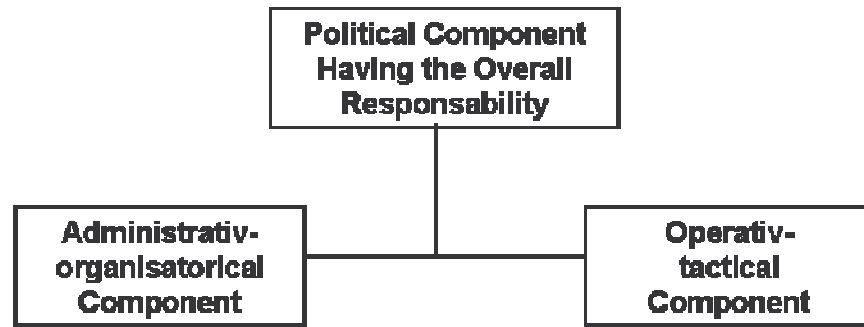 Political Component
Having the Overall
Responsability
Administrativ-
organisatorical
Component
Operativ-
tactical
Component